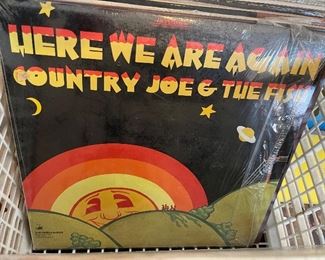 HERE WE ARE AGAIN
COUNTRY JOE & THE FISH